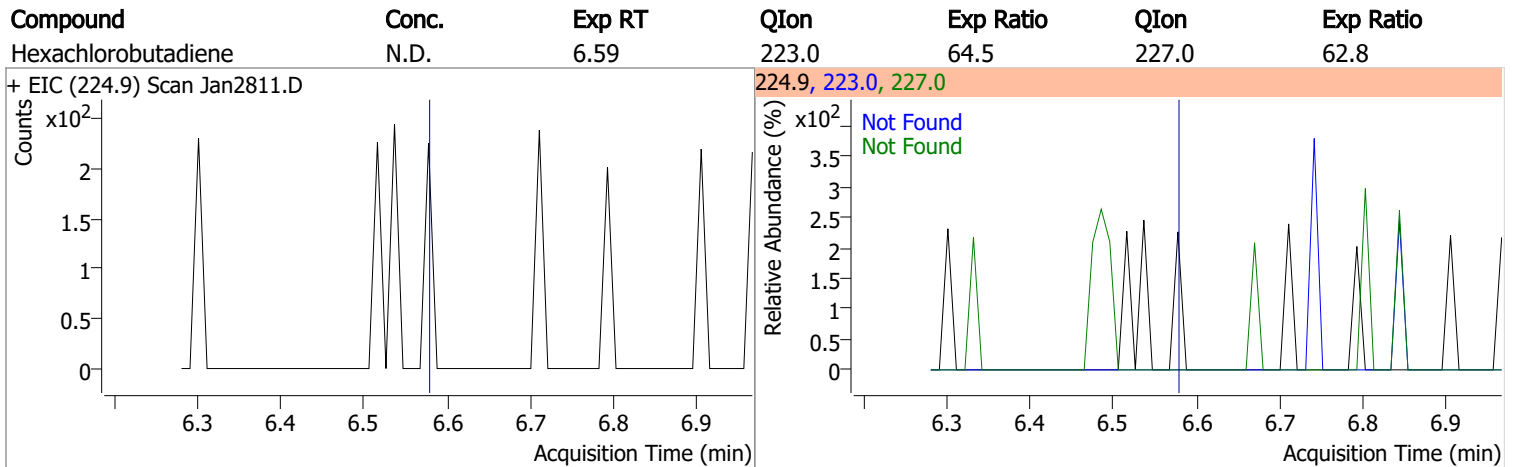 Compound Conc. Exp RT QIon Exp Ratio QIon Exp Ratio
Hexachlorobutadiene N.D. 6.59 223.0 64.5 227.0 62.8
+ EIC (224.9) Scan Jan2811.D
Counts
x10²
2
1.5
1
0.5
0
6.3 6.4 6.5 6.6 6.7 6.8 6.9
Acquisition Time (min)
224.9, 223.0, 227.0
Relative Abundance (%)
x10²
Not Found
Not Found
3.5
3
2.5
2
1.5
1
0.5
0
6.3 6.4 6.5 6.6 6.7 6.8 6.9
Acquisition Time (min)